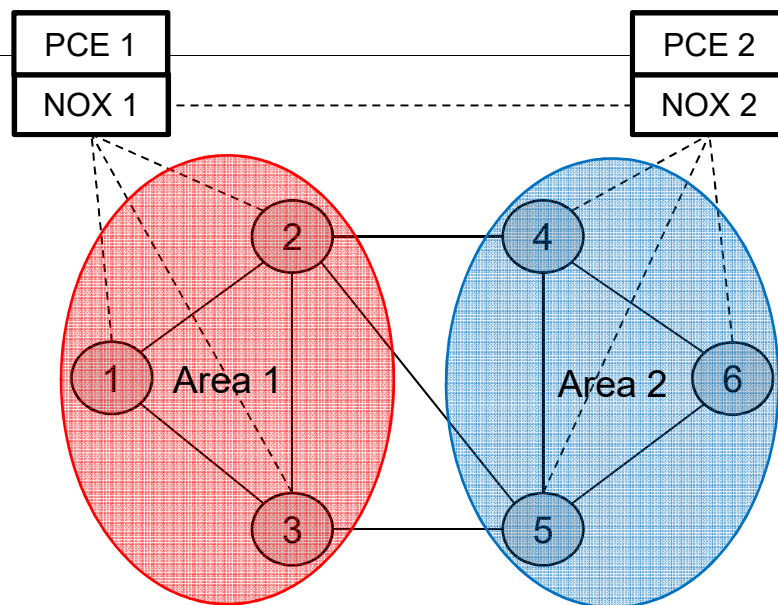 PCE 1
PCE 2
NOX 1
NOX 2
2
4
1
Area 1
Area 2
6
3
5